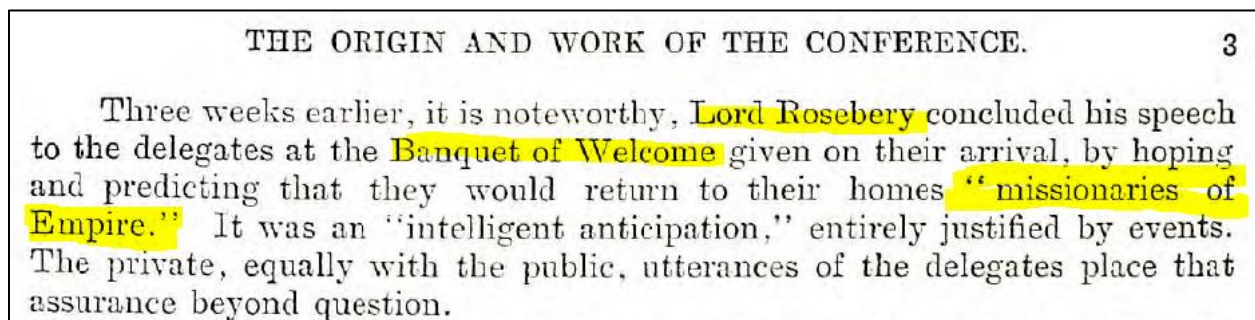 THE ORIGIN AND WORK OF THE CONFERENCE. 3
Three weeks earlier, it is noteworthy, Lord Rosebery concluded his speech
to the delegates at the Banquet of Welcome given on their arrival, by hoping
and predicting that they would return to their homes "missionaries of
Empire." It was an "intelligent anticipation," entirely justified by events.
The private, equally with the public, utterances of the delegates place that
assurance beyond question.